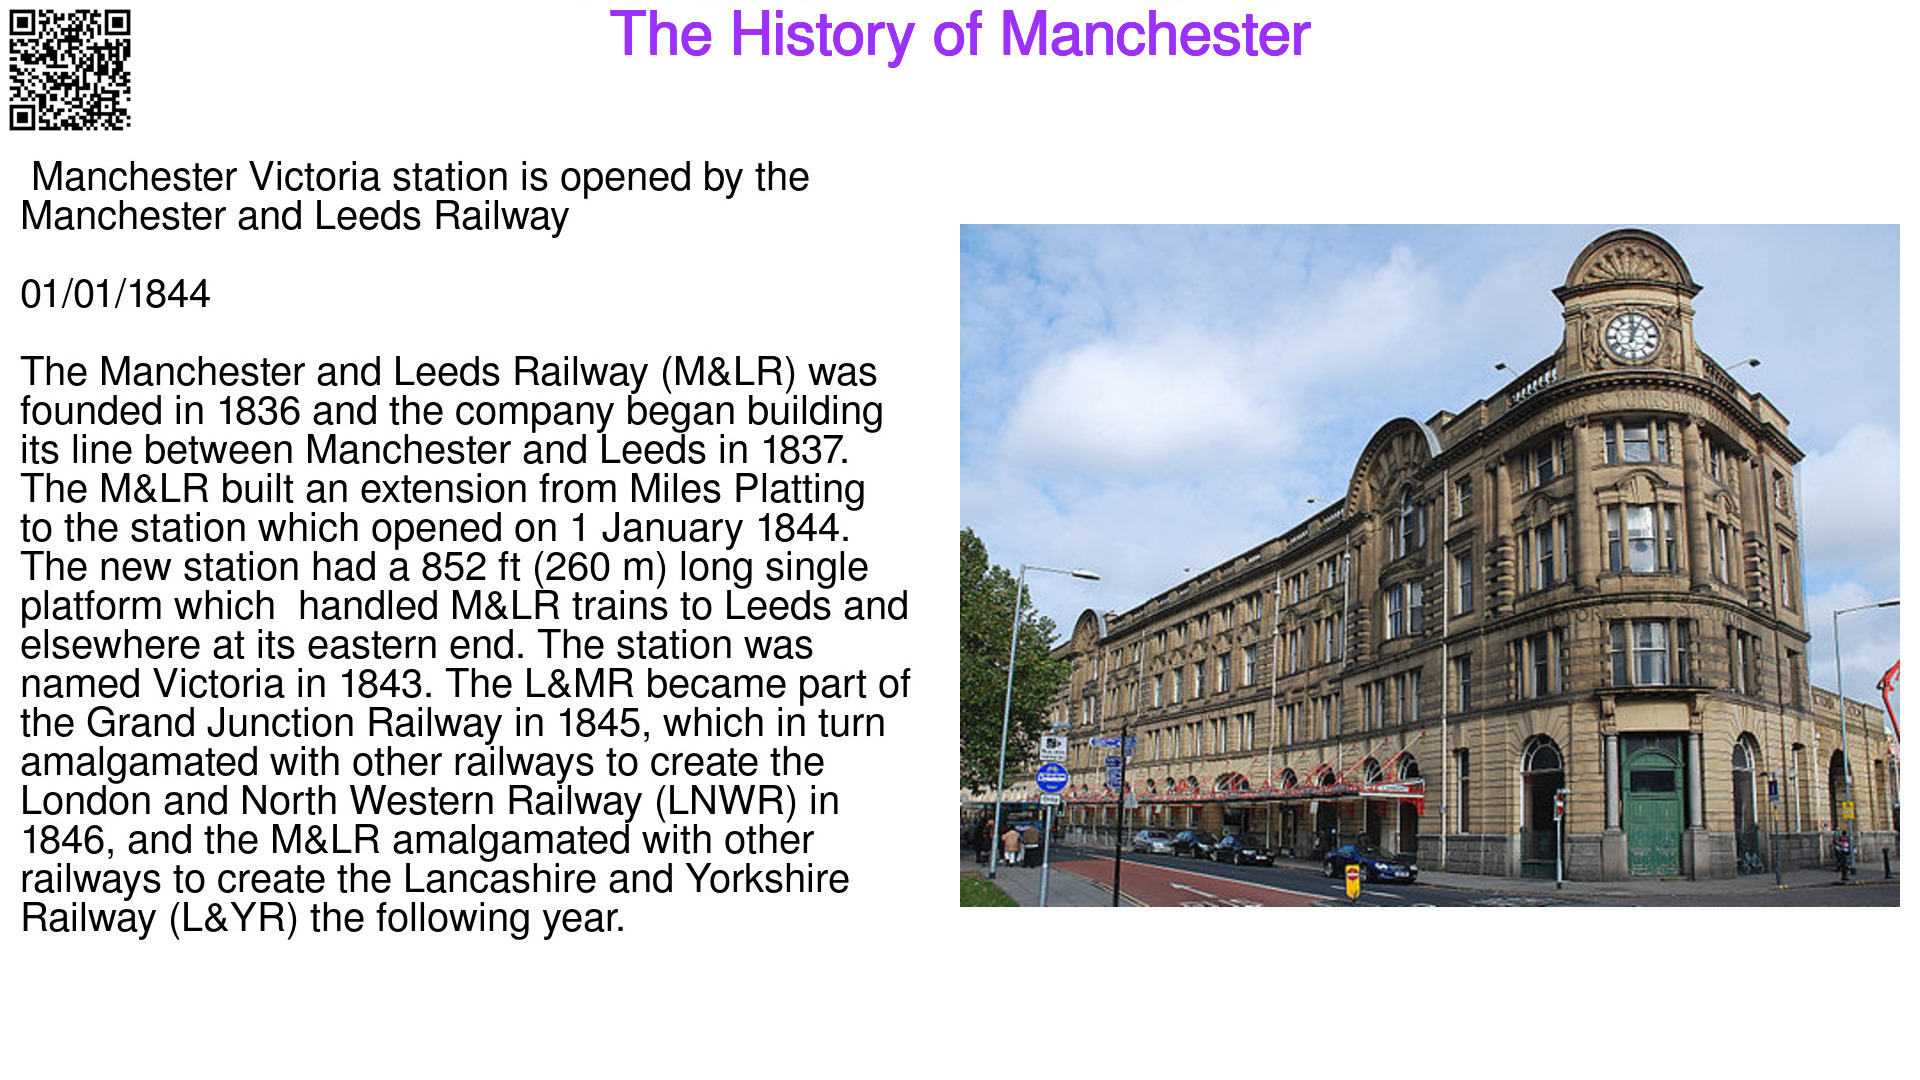 The History of Manchester
Manchester Victoria station is opened by the
Manchester and Leeds Railway
01/01/1844
The Manchester and Leeds Railway (M&LR) was
founded in 1836 and the company began building
its line between Manchester and Leeds in 1837.
The M&LR built an extension from Miles Platting
to the station which opened on 1 January 1844.
The new station had a 852 ft (260 m) long single
platform which  handled M&LR trains to Leeds and
elsewhere at its eastern end. The station was
named Victoria in 1843. The L&MR became part of
the Grand Junction Railway in 1845, which in turn
amalgamated with other railways to create the
London and North Western Railway (LNWR) in
1846, and the M&LR amalgamated with other
railways to create the Lancashire and Yorkshire
Railway (L&YR) the following year.